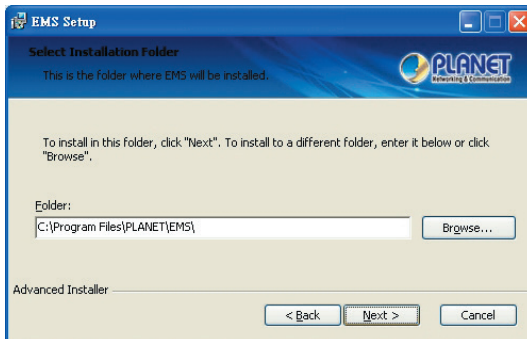 EMS Setup
Select Installation Folder
This is the folder where EMS will be installed.
PLANET
Networking & Communication
To install in this folder, click "Next". To install to a different folder, enter it below or click
"Browse".
Folder:
C:\Program Files\PLANET\EMS\
Browse...
Advanced Installer
< Back
Next >
Cancel